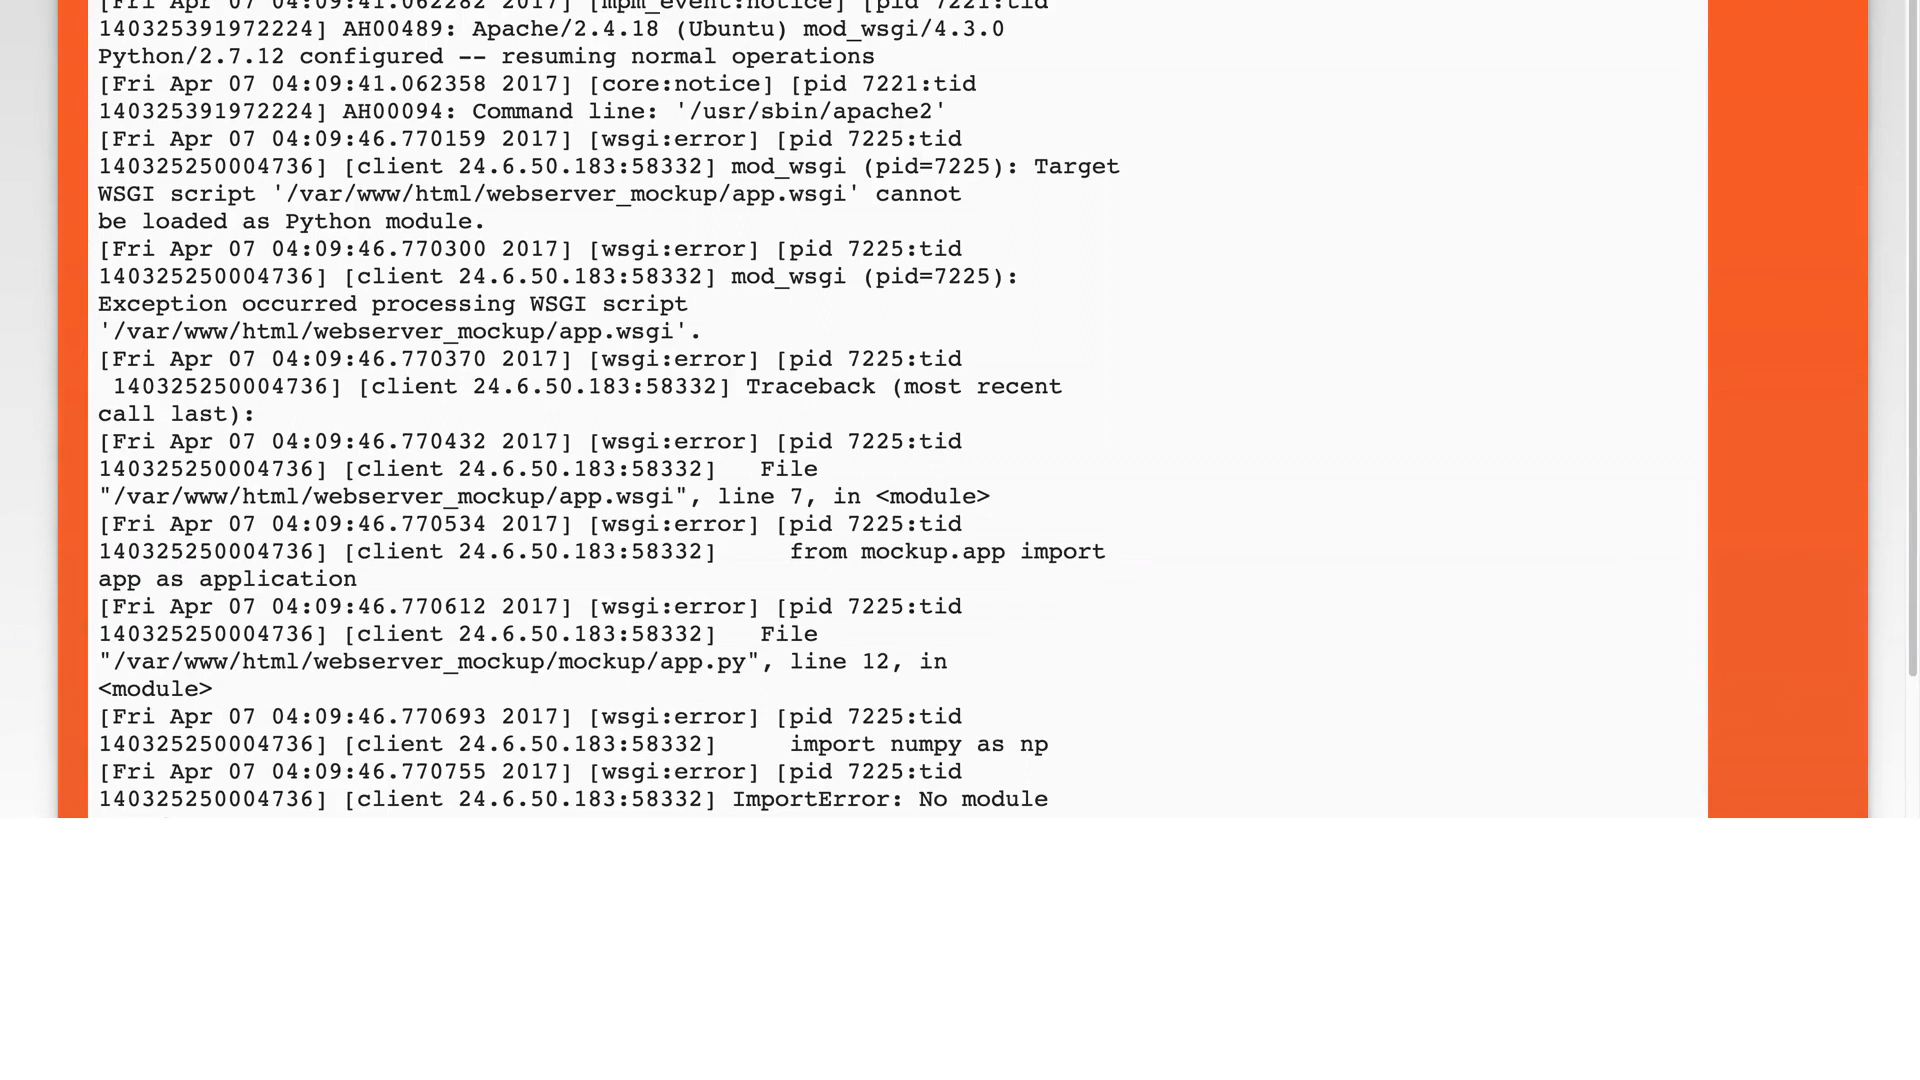 [Fri Apr 07 04:09:41.062282 2017] [mpm_event:notice] [pid 7221:tid
140325391972224] AH00489: Apache/2.4.18 (Ubuntu) mod_wsgi/4.3.0
Python/2.7.12 configured -- resuming normal operations
[Fri Apr 07 04:09:41.062358 2017] [core:notice] [pid 7221:tid
140325391972224] AH00094: Command line: '/usr/sbin/apache2'
[Fri Apr 07 04:09:46.770159 2017] [wsgi:error] [pid 7225:tid
140325250004736] [client 24.6.50.183:58332] mod_wsgi (pid=7225): Target
WSGI script '/var/www/html/webserver_mockup/app.wsgi' cannot
be loaded as Python module.
[Fri Apr 07 04:09:46.770300 2017] [wsgi:error] [pid 7225:tid
140325250004736] [client 24.6.50.183:58332] mod_wsgi (pid=7225):
Exception occurred processing WSGI script
'/var/www/html/webserver_mockup/app.wsgi'.
[Fri Apr 07 04:09:46.770370 2017] [wsgi:error] [pid 7225:tid
140325250004736] [client 24.6.50.183:58332] Traceback (most recent
call last):
[Fri Apr 07 04:09:46.770432 2017] [wsgi:error] [pid 7225:tid
140325250004736] [client 24.6.50.183:58332]   File
"/var/www/html/webserver_mockup/app.wsgi", line 7, in <module>
[Fri Apr 07 04:09:46.770534 2017] [wsgi:error] [pid 7225:tid
140325250004736] [client 24.6.50.183:58332]     from mockup.app import
app as application
[Fri Apr 07 04:09:46.770612 2017] [wsgi:error] [pid 7225:tid
140325250004736] [client 24.6.50.183:58332]   File
"/var/www/html/webserver_mockup/mockup/app.py", line 12, in
<module>
[Fri Apr 07 04:09:46.770693 2017] [wsgi:error] [pid 7225:tid
140325250004736] [client 24.6.50.183:58332]     import numpy as np
[Fri Apr 07 04:09:46.770755 2017] [wsgi:error] [pid 7225:tid
140325250004736] [client 24.6.50.183:58332] ImportError: No module